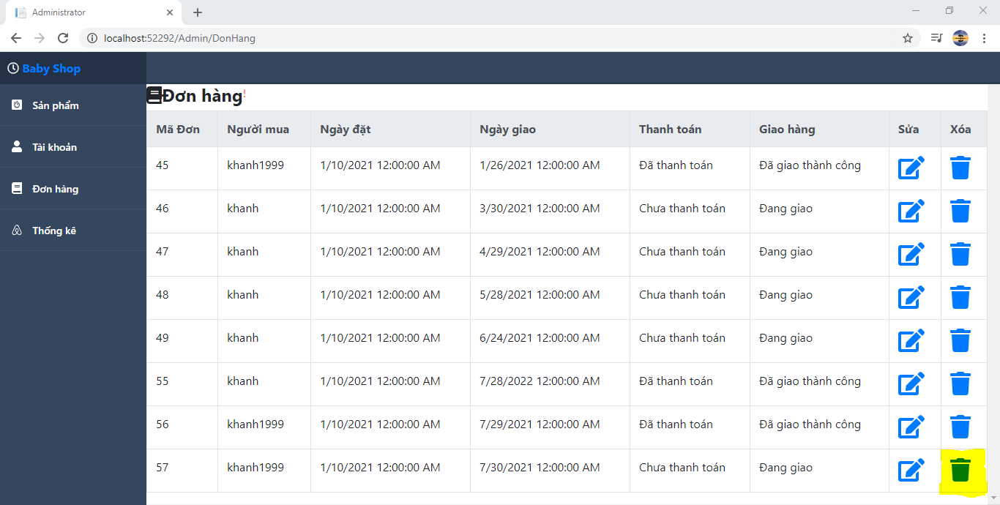 Administrator
localhost:52292/Admin/DonHang
Baby Shop
Sản phẩm
Tài khoản
Đơn hàng
Thống kê
Đơn hàng!
Mã Đơn Người mua Ngày đặt Ngày giao Thanh toán Giao hàng Sửa Xóa
45 khanh1999 1/10/2021 12:00:00 AM 1/26/2021 12:00:00 AM Đã thanh toán Đã giao thành công
46 khanh 1/10/2021 12:00:00 AM 3/30/2021 12:00:00 AM Chưa thanh toán Đang giao
47 khanh 1/10/2021 12:00:00 AM 4/29/2021 12:00:00 AM Chưa thanh toán Đang giao
48 khanh 1/10/2021 12:00:00 AM 5/28/2021 12:00:00 AM Chưa thanh toán Đang giao
49 khanh 1/10/2021 12:00:00 AM 6/24/2021 12:00:00 AM Chưa thanh toán Đang giao
55 khanh 1/10/2021 12:00:00 AM 7/28/2022 12:00:00 AM Đã thanh toán Đã giao thành công
56 khanh1999 1/10/2021 12:00:00 AM 7/29/2021 12:00:00 AM Đã thanh toán Đã giao thành công
57 khanh1999 1/10/2021 12:00:00 AM 7/30/2021 12:00:00 AM Chưa thanh toán Đang giao